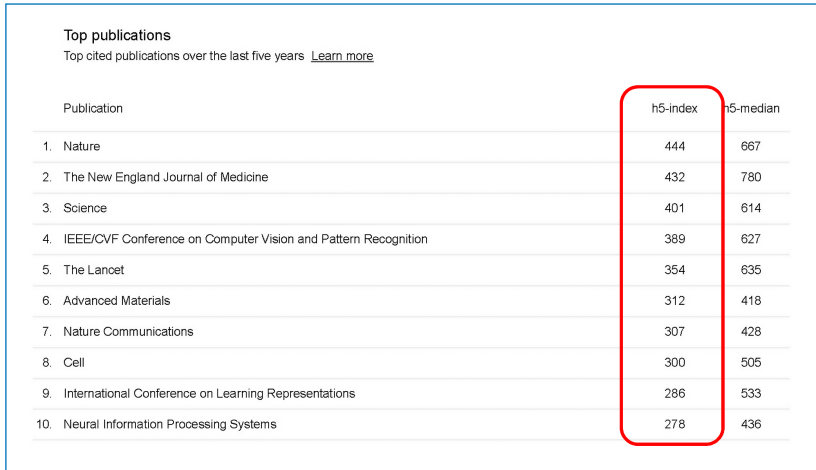 Top publications
Top cited publications over the last five years Learn more
Publication h5-index h5-median
1. Nature 444 667
2. The New England Journal of Medicine 432 780
3. Science 401 614
4. IEEE/CVF Conference on Computer Vision and Pattern Recognition 389 627
5. The Lancet 354 635
6. Advanced Materials 312 418
7. Nature Communications 307 428
8. Cell 300 505
9. International Conference on Learning Representations 286 533
10. Neural Information Processing Systems 278 436